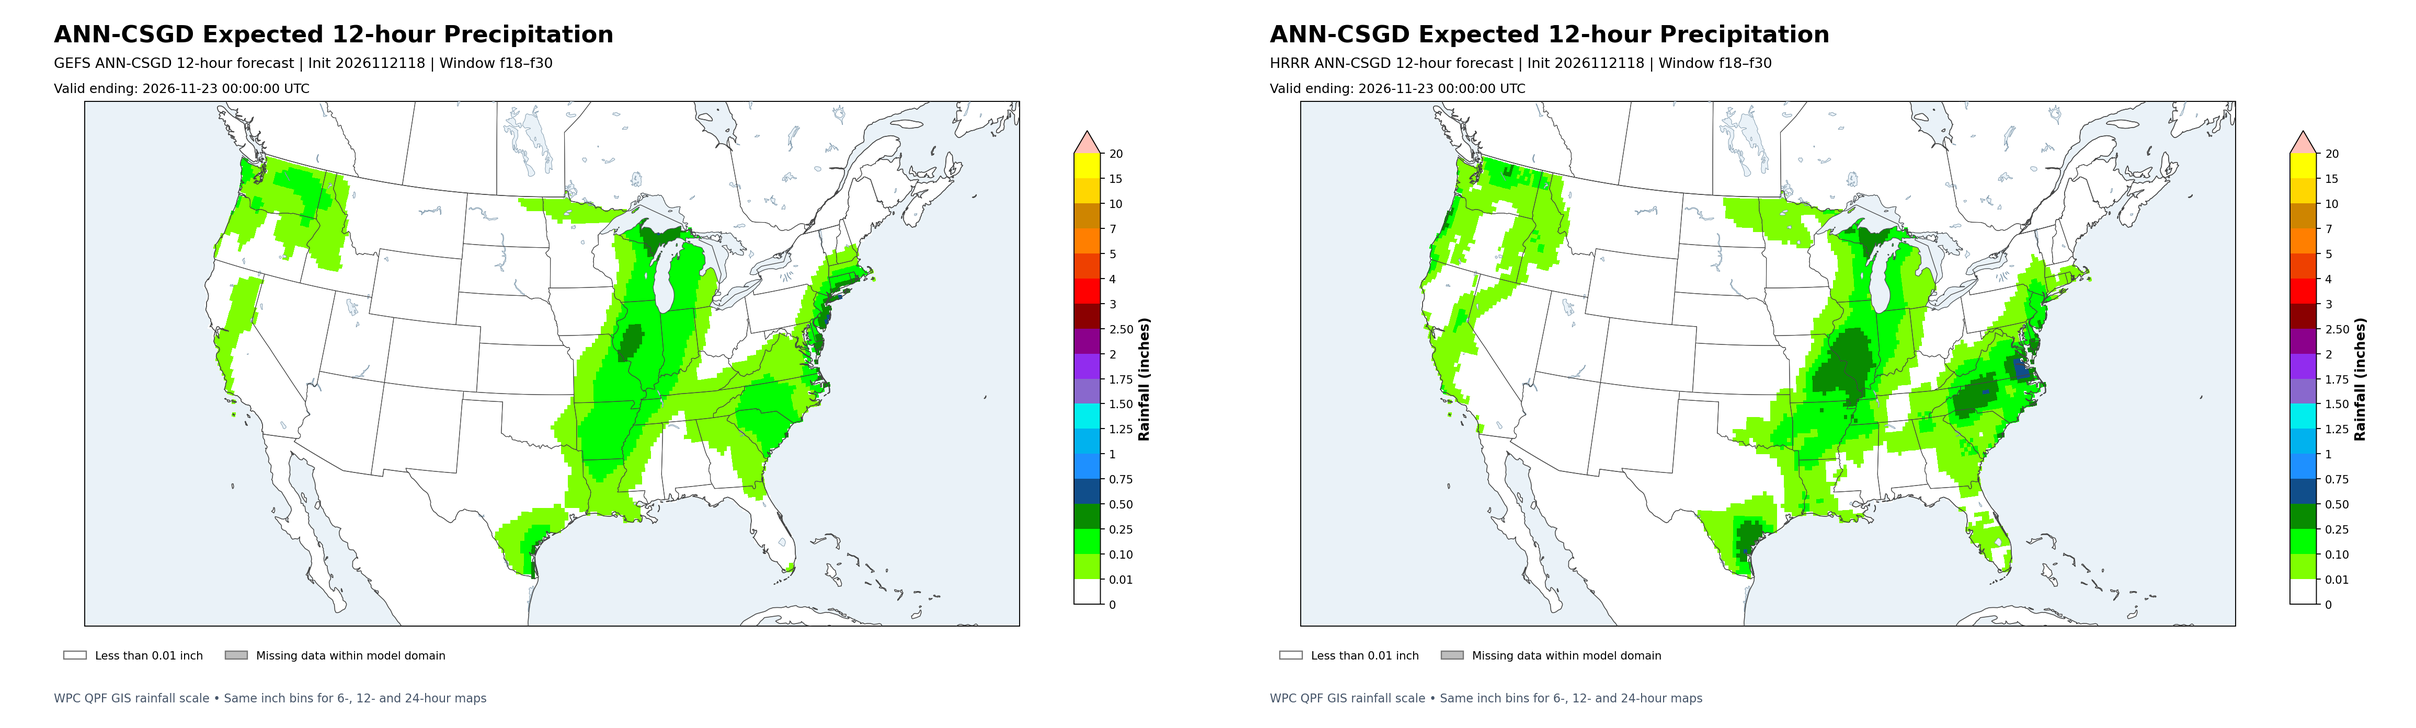 ANN-CSGD Expected 12-hour Precipitation
GEFS ANN-CSGD 12-hour forecast | Init 2026112118 | Window f18–f30
Valid ending: 2026-11-23 00:00:00 UTC
20
15
10
7
5
4
3
2.50
2
1.75
1.50
1.25
1
0.75
0.50
0.25
0.10
0.01
0
Rainfall (inches)
Less than 0.01 inch
Missing data within model domain
WPC QPF GIS rainfall scale • Same inch bins for 6-, 12- and 24-hour maps
ANN-CSGD Expected 12-hour Precipitation
HRRR ANN-CSGD 12-hour forecast | Init 2026112118 | Window f18–f30
Valid ending: 2026-11-23 00:00:00 UTC
20
15
10
7
5
4
3
2.50
2
1.75
1.50
1.25
1
0.75
0.50
0.25
0.10
0.01
0
Rainfall (inches)
Less than 0.01 inch
Missing data within model domain
WPC QPF GIS rainfall scale • Same inch bins for 6-, 12- and 24-hour maps